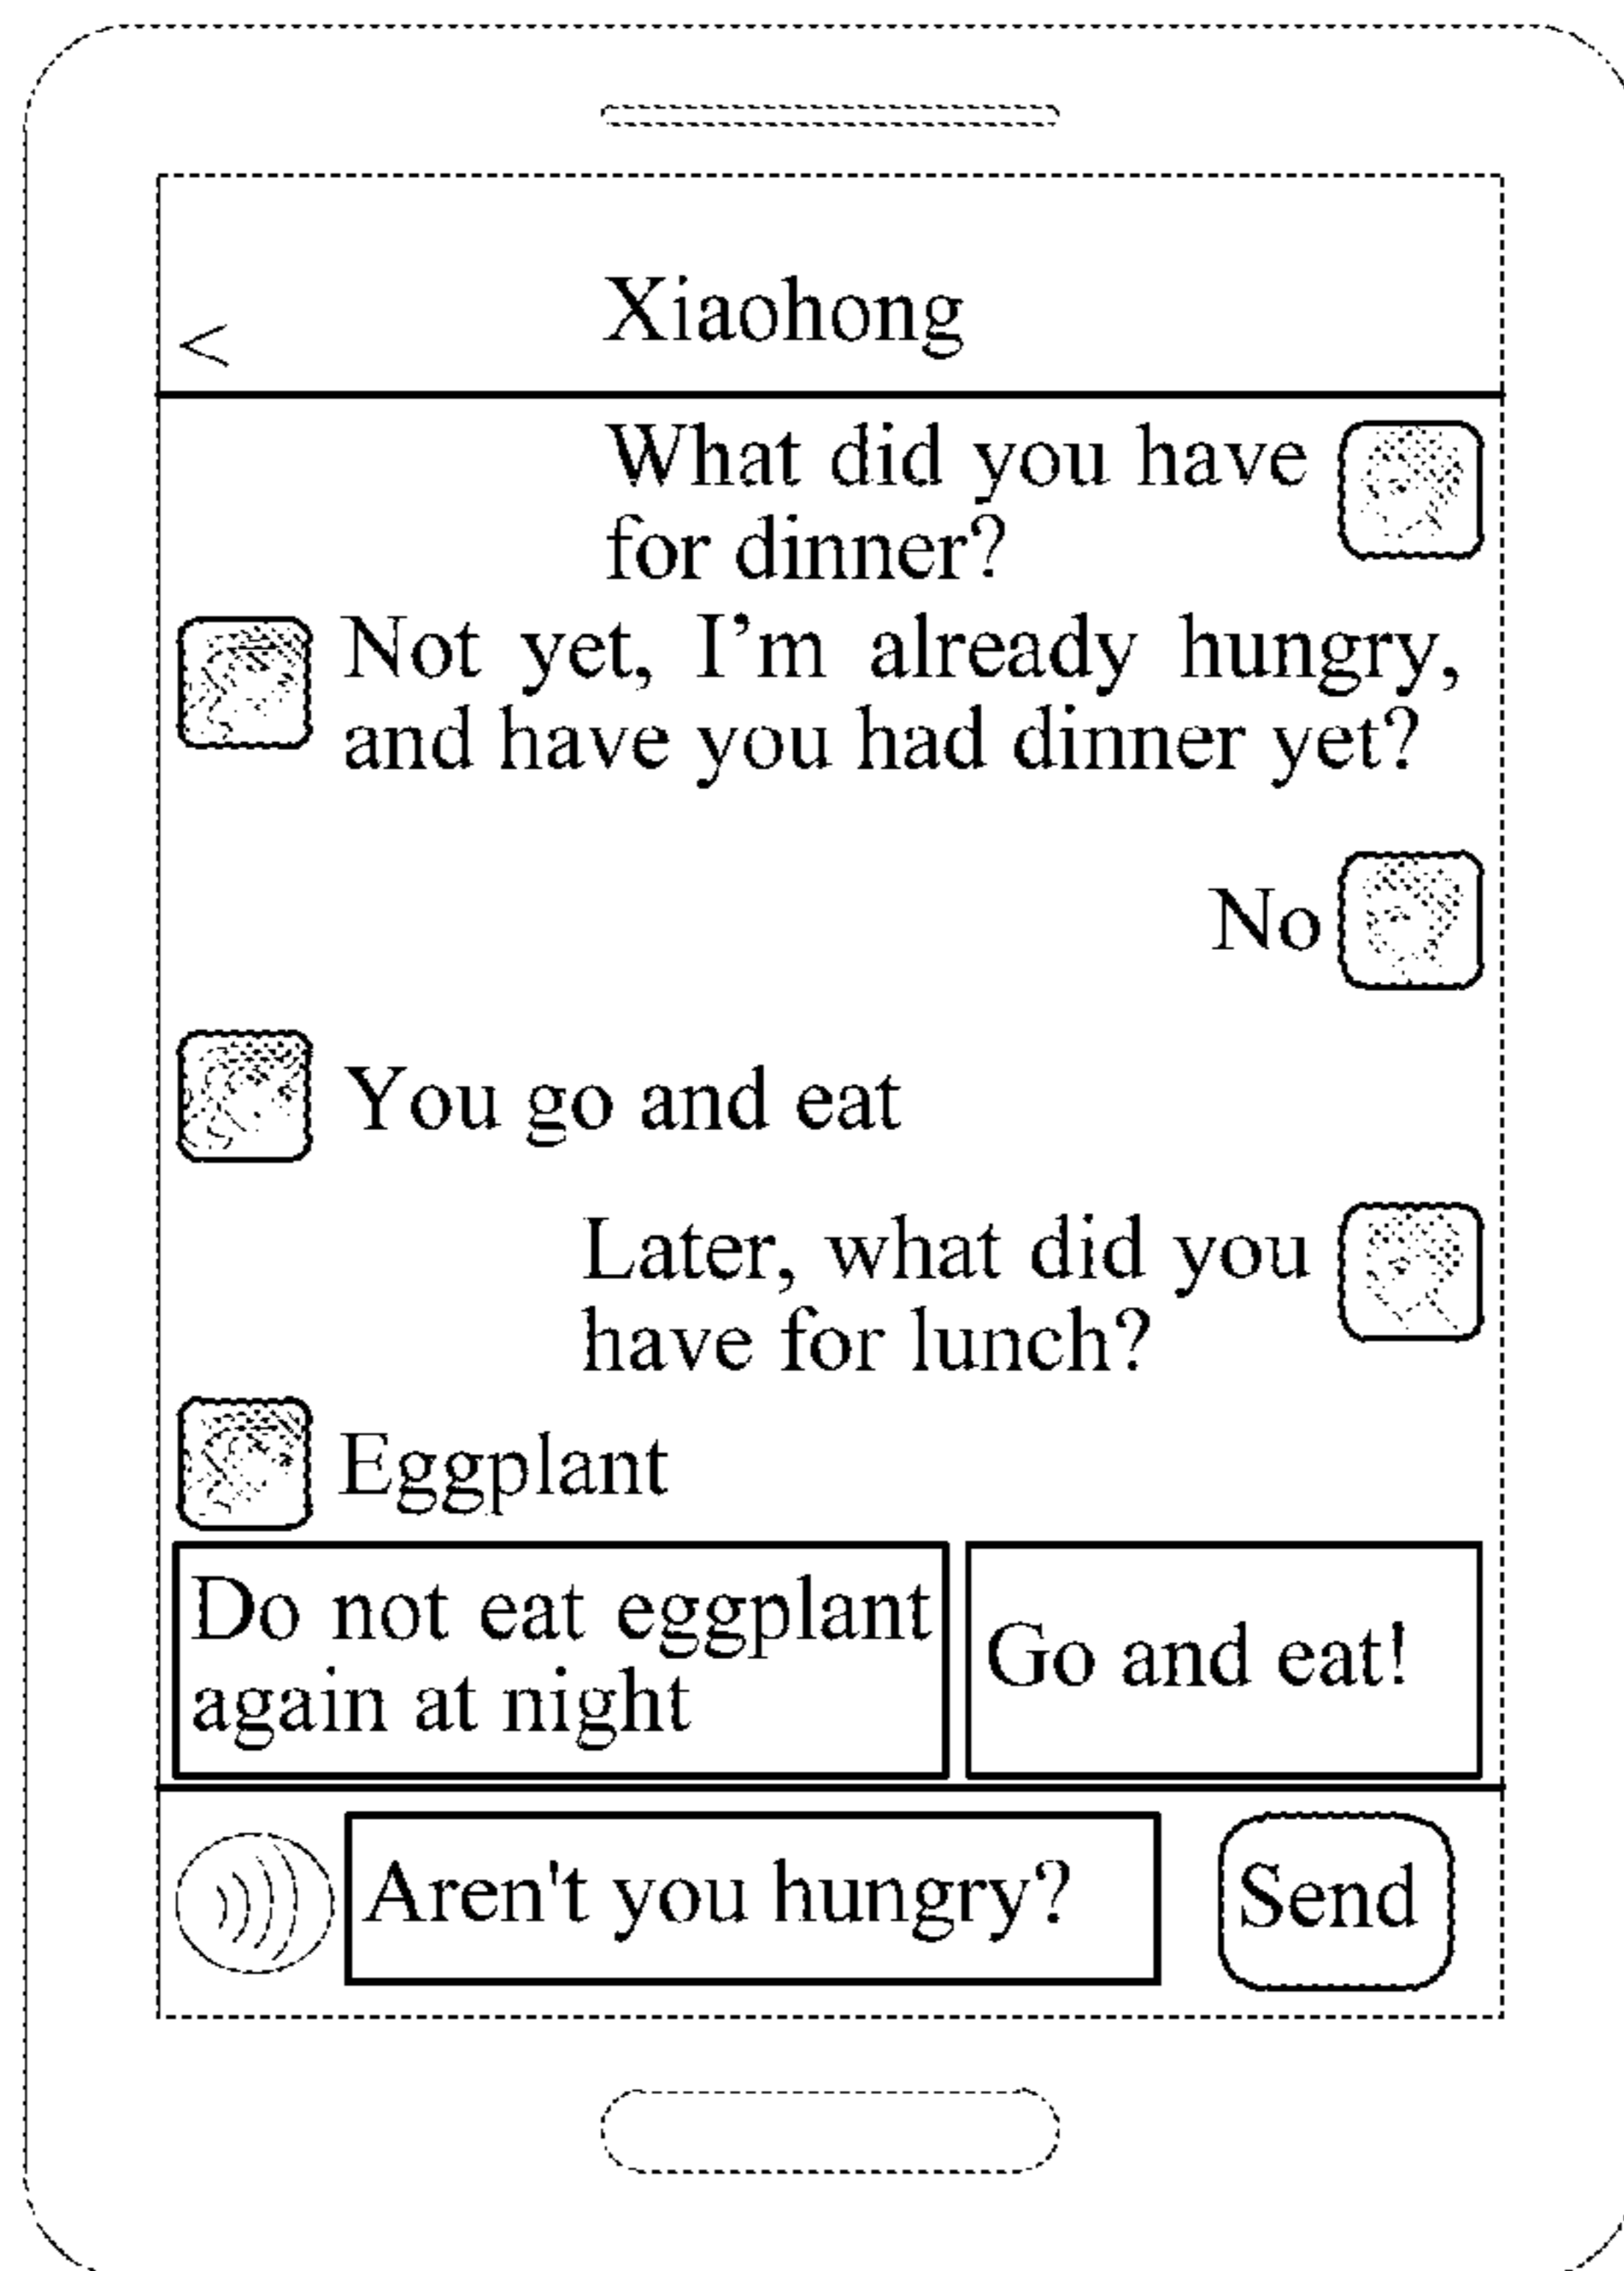 Xiaohong
<
What did you have
for dinner?
Not yet, I’m already hungry,
and have you had dinner yet?
No
You go and eat
Later, what did you
have for lunch?
Eggplant
Do not eat eggplant
again at night
Go and eat!
Aren't you hungry?
Send